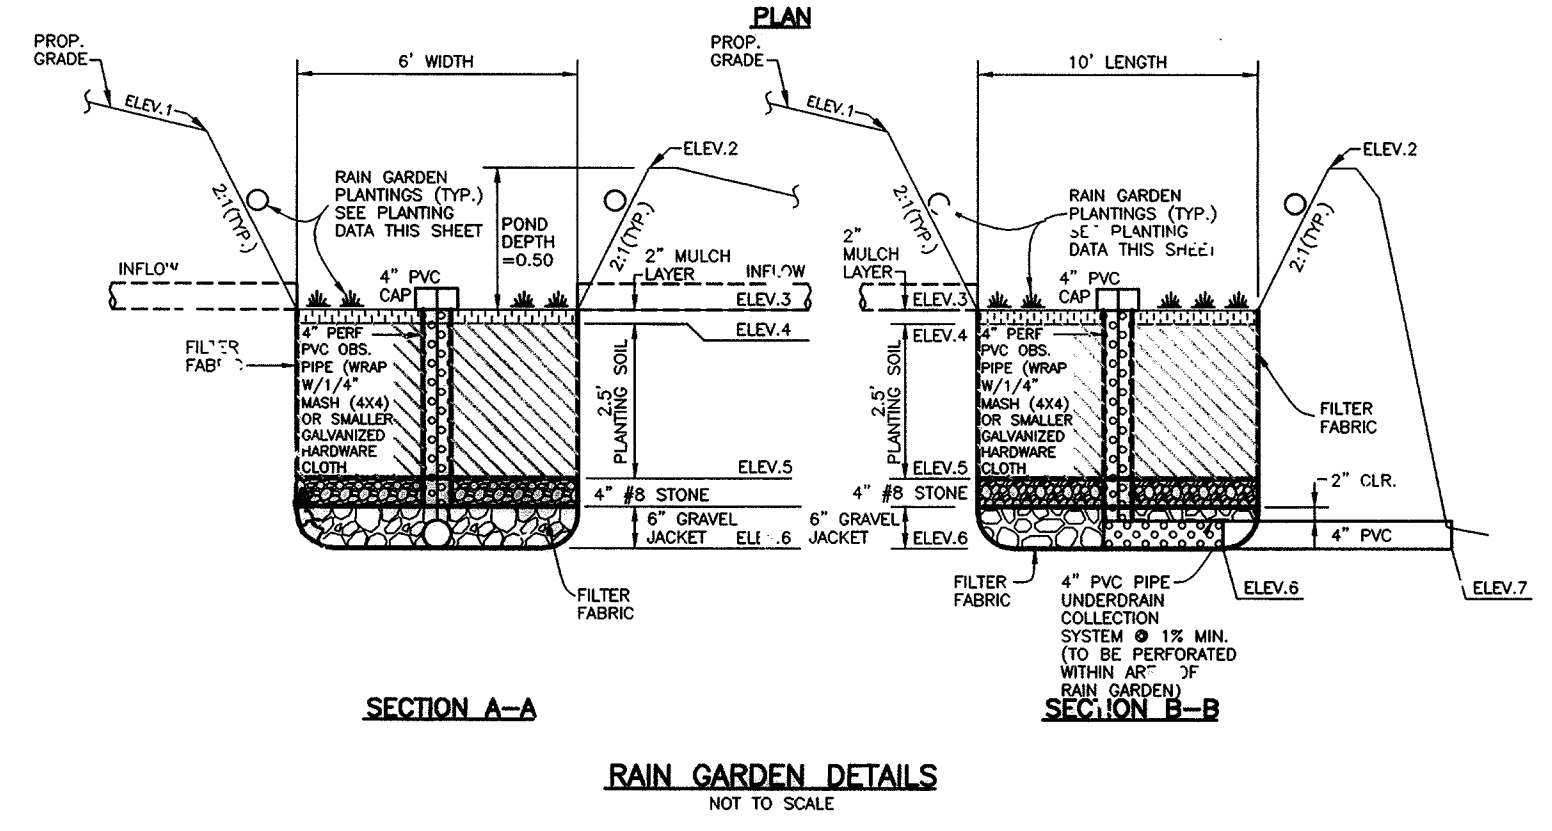 PLAN
PROP.
GRADE
6' WIDTH
ELEV.1
2:1(TYP.)
RAIN GARDEN
PLANTINGS (TYP.)
SEE PLANTING
DATA THIS SHEET
ELEV.2
POND
DEPTH
=0.50
2:1(TYP.)
2" MULCH
LAYER
INFLOW
4" PVC
CAP
INFLOW
ELEV.3
ELEV.4
FILTER
4" PERF
PVC OBS.
PIPE (WRAP
W/1/4"
MASH (4X4)
OR SMALLER
GALVANIZED
HARDWARE
CLOTH
2.5'
PLANTING SOIL
ELEV.5
4" #8 STONE
6" GRAVEL
JACKET
FILTER
FABRIC
SECTION A-A
PROP.
GRADE
10' LENGTH
ELEV.1
2:1(TYP.)
RAIN GARDEN
PLANTINGS (TYP.)
PLANTING
DATA THIS SHEET
ELEV.2
2:1(TYP.)
2"
MULCH
LAYER
4" PVC
CAP
ELEV.3
ELEV.4
4" PERF
PVC OBS.
PIPE (WRAP
W/1/4"
MASH (4X4)
OR SMALLER
GALVANIZED
HARDWARE
CLOTH
2.5'
PLANTING SOIL
FILTER
FABRIC
ELEV.5
4" #8 STONE
2" CLR.
6" GRAVEL
JACKET
ELEV.6
4" PVC
FILTER
FABRIC
4" PVC PIPE
UNDERDRAIN
COLLECTION
SYSTEM @ 1% MIN.
(TO BE PERFORATED
WITHIN
RAIN GARDEN)
ELEV.6
ELEV.7
SECTION B-B
RAIN GARDEN DETAILS
NOT TO SCALE